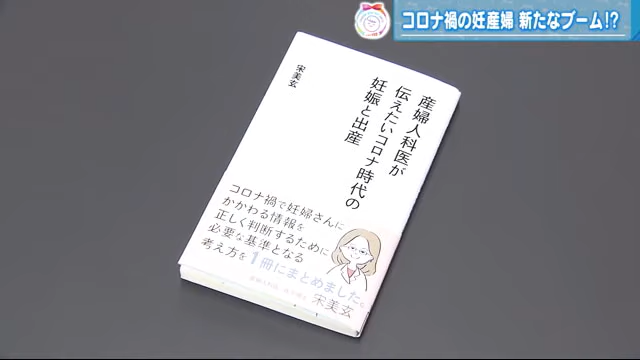 コロナ禍の妊産婦 新たなブーム!?
産婦人科医が
伝えたいコロナ時代の
妊娠と出産
宋美玄
コロナ禍で妊婦さんに
かかわる情報を
正しく判断するために
必要な基準となる
考え方を1冊にまとめました。
宋美玄